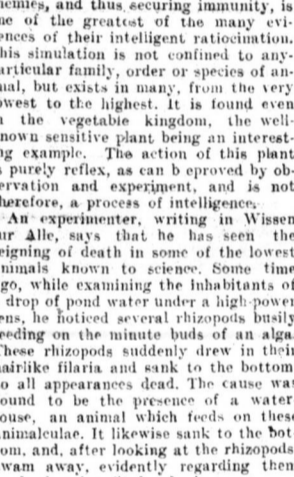 nemies, and thus securing immunity, is
ne of the greatest of the many evi-
ences of their intelligent ratiocination.
his simulation is not confined to any
articular family, order or species of an-
mal, but exists in many, from the very
owest to the highest. It is found even
n the vegetable kingdom, the well-
nown sensitive plant being an interest-
ng example. The action of this plant
s purely reflex, as can b eproved by ob-
ervation and experiment, and is not
herefore, a process of intelligence.
An experimenter, writing in Wissen
ur Alle, says that he has seen the
eigning of death in some of the lowest
nimals known to science. Some time
go, while examining the inhabitants of
drop of pond water under a high-power
ens, he noticed several rhizopods busily
eeding on the minute buds of an alga.
These rhizopods suddenly drew in their
hairlike filaria and sank to the bottom
o all appearances dead. The cause was
ound to be the presence of a water
ouse, an animal which feeds on these
nimalculae. It likewise sank to the bot
om, and, after looking at the rhizopods
wam away, evidently regarding them